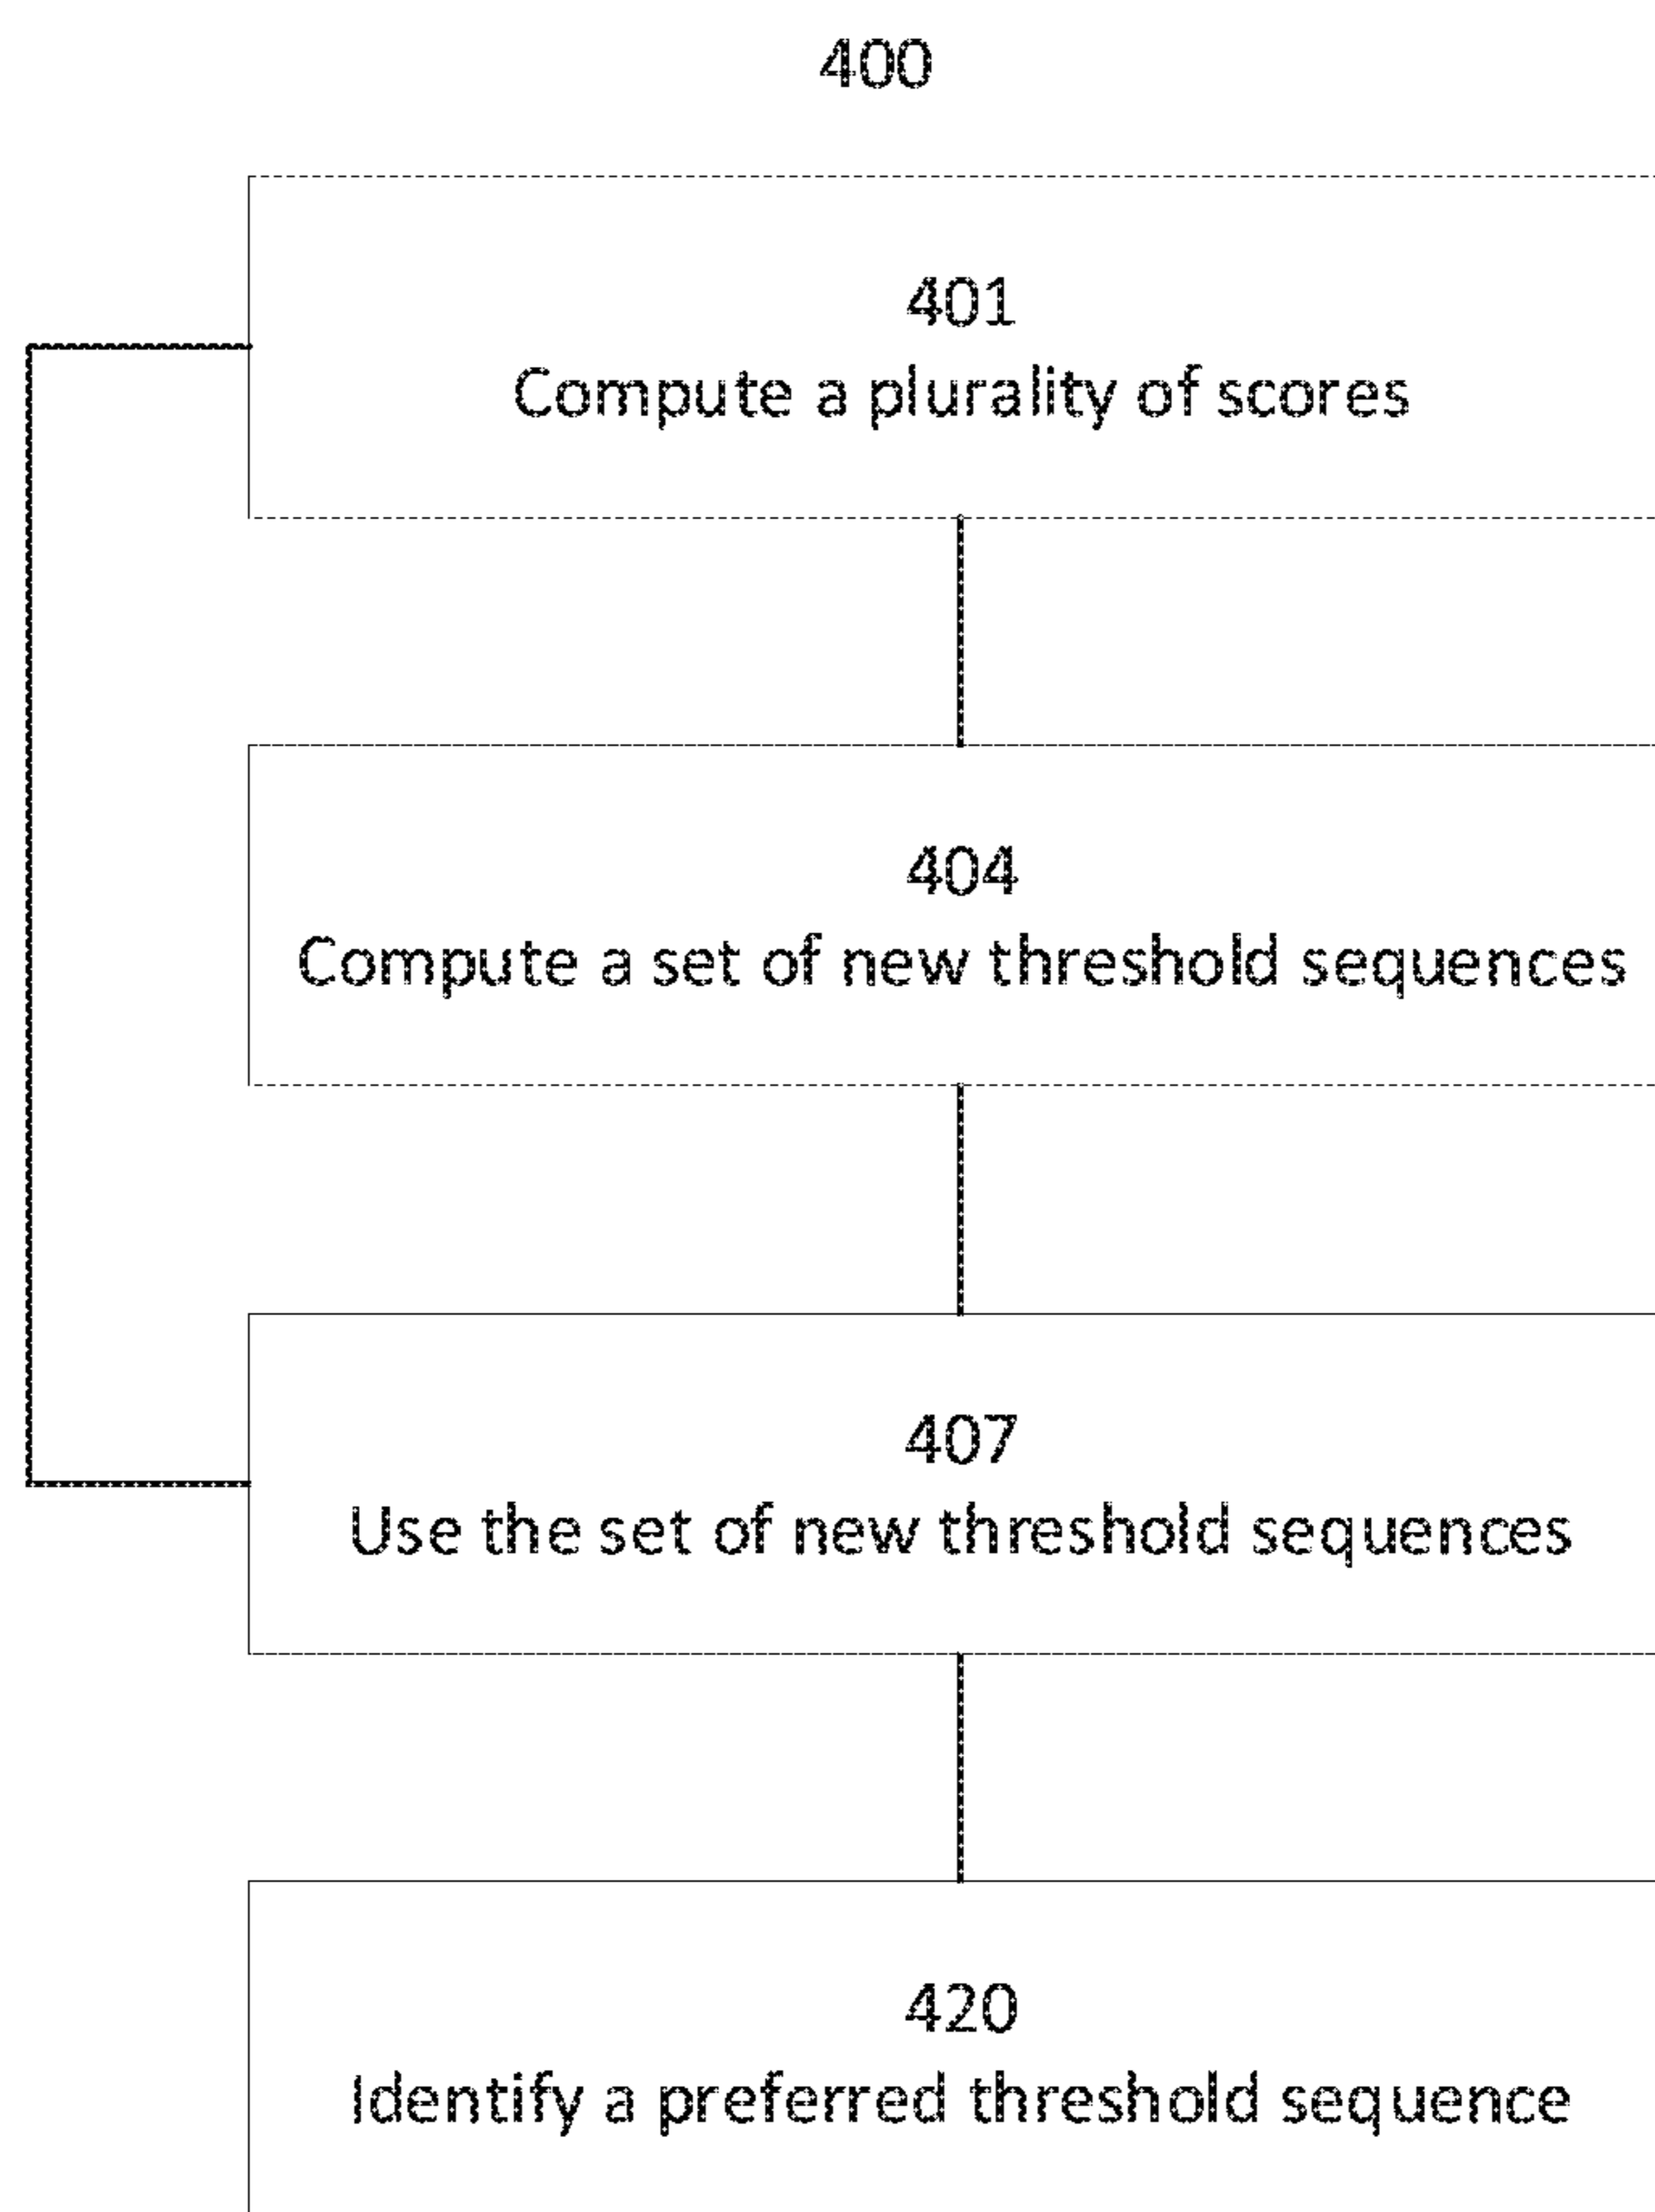 400
401
Compute a plurality of scores
404
Compute a set of new threshold sequences
407
Use the set of new threshold sequences
420
Identify a preferred threshold sequence